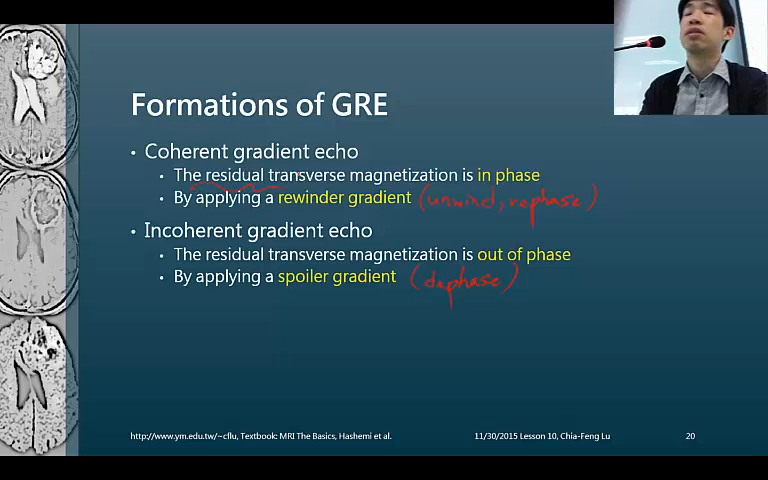 Formations of GRE
• Coherent gradient echo
• The residual transverse magnetization is in phase
• By applying a rewinder gradient (unwind, rephase)
• Incoherent gradient echo
• The residual transverse magnetization is out of phase
• By applying a spoiler gradient (dephase)
http://www.ym.edu.tw/~cflu, Textbook: MRI The Basics, Hashemi et al. 11/30/2015 Lesson 10, Chia-Feng Lu 20